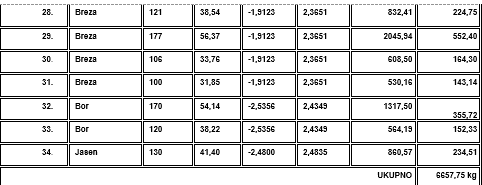 28. Breza 121 38,54 -1,9123 2,3651 832,41 224,75
29. Breza 177 56,37 -1,9123 2,3651 2045,94 552,40
30. Breza 106 33,76 -1,9123 2,3651 608,50 164,30
31. Breza 100 31,85 -1,9123 2,3651 530,16 143,14
32. Bor 170 54,14 -2,5356 2,4349 1317,50 355,72
33. Bor 120 38,22 -2,5356 2,4349 564,19 152,33
34. Jasen 130 41,40 -2,4800 2,4835 860,57 234,51
UKUPNO 6657,75 kg